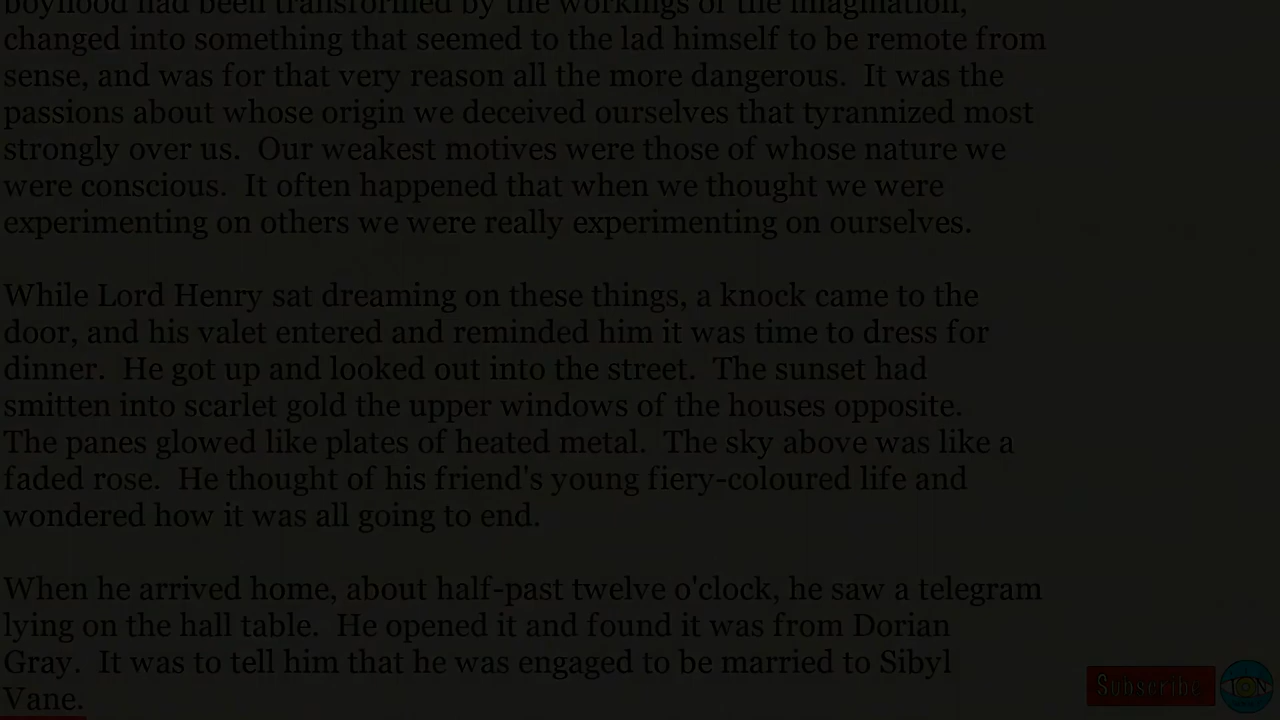 boyhood had been transformed by the workings of the imagination,
changed into something that seemed to the lad himself to be remote from
sense, and was for that very reason all the more dangerous.  It was the
passions about whose origin we deceived ourselves that tyrannized most
strongly over us.  Our weakest motives were those of whose nature we
were conscious.  It often happened that when we thought we were
experimenting on others we were really experimenting on ourselves.

While Lord Henry sat dreaming on these things, a knock came to the
door, and his valet entered and reminded him it was time to dress for
dinner.  He got up and looked out into the street.  The sunset had
smitten into scarlet gold the upper windows of the houses opposite.
The panes glowed like plates of heated metal.  The sky above was like a
faded rose.  He thought of his friend's young fiery-coloured life and
wondered how it was all going to end.

When he arrived home, about half-past twelve o'clock, he saw a telegram
lying on the hall table.  He opened it and found it was from Dorian
Gray.  It was to tell him that he was engaged to be married to Sibyl
Vane.
Subscribe